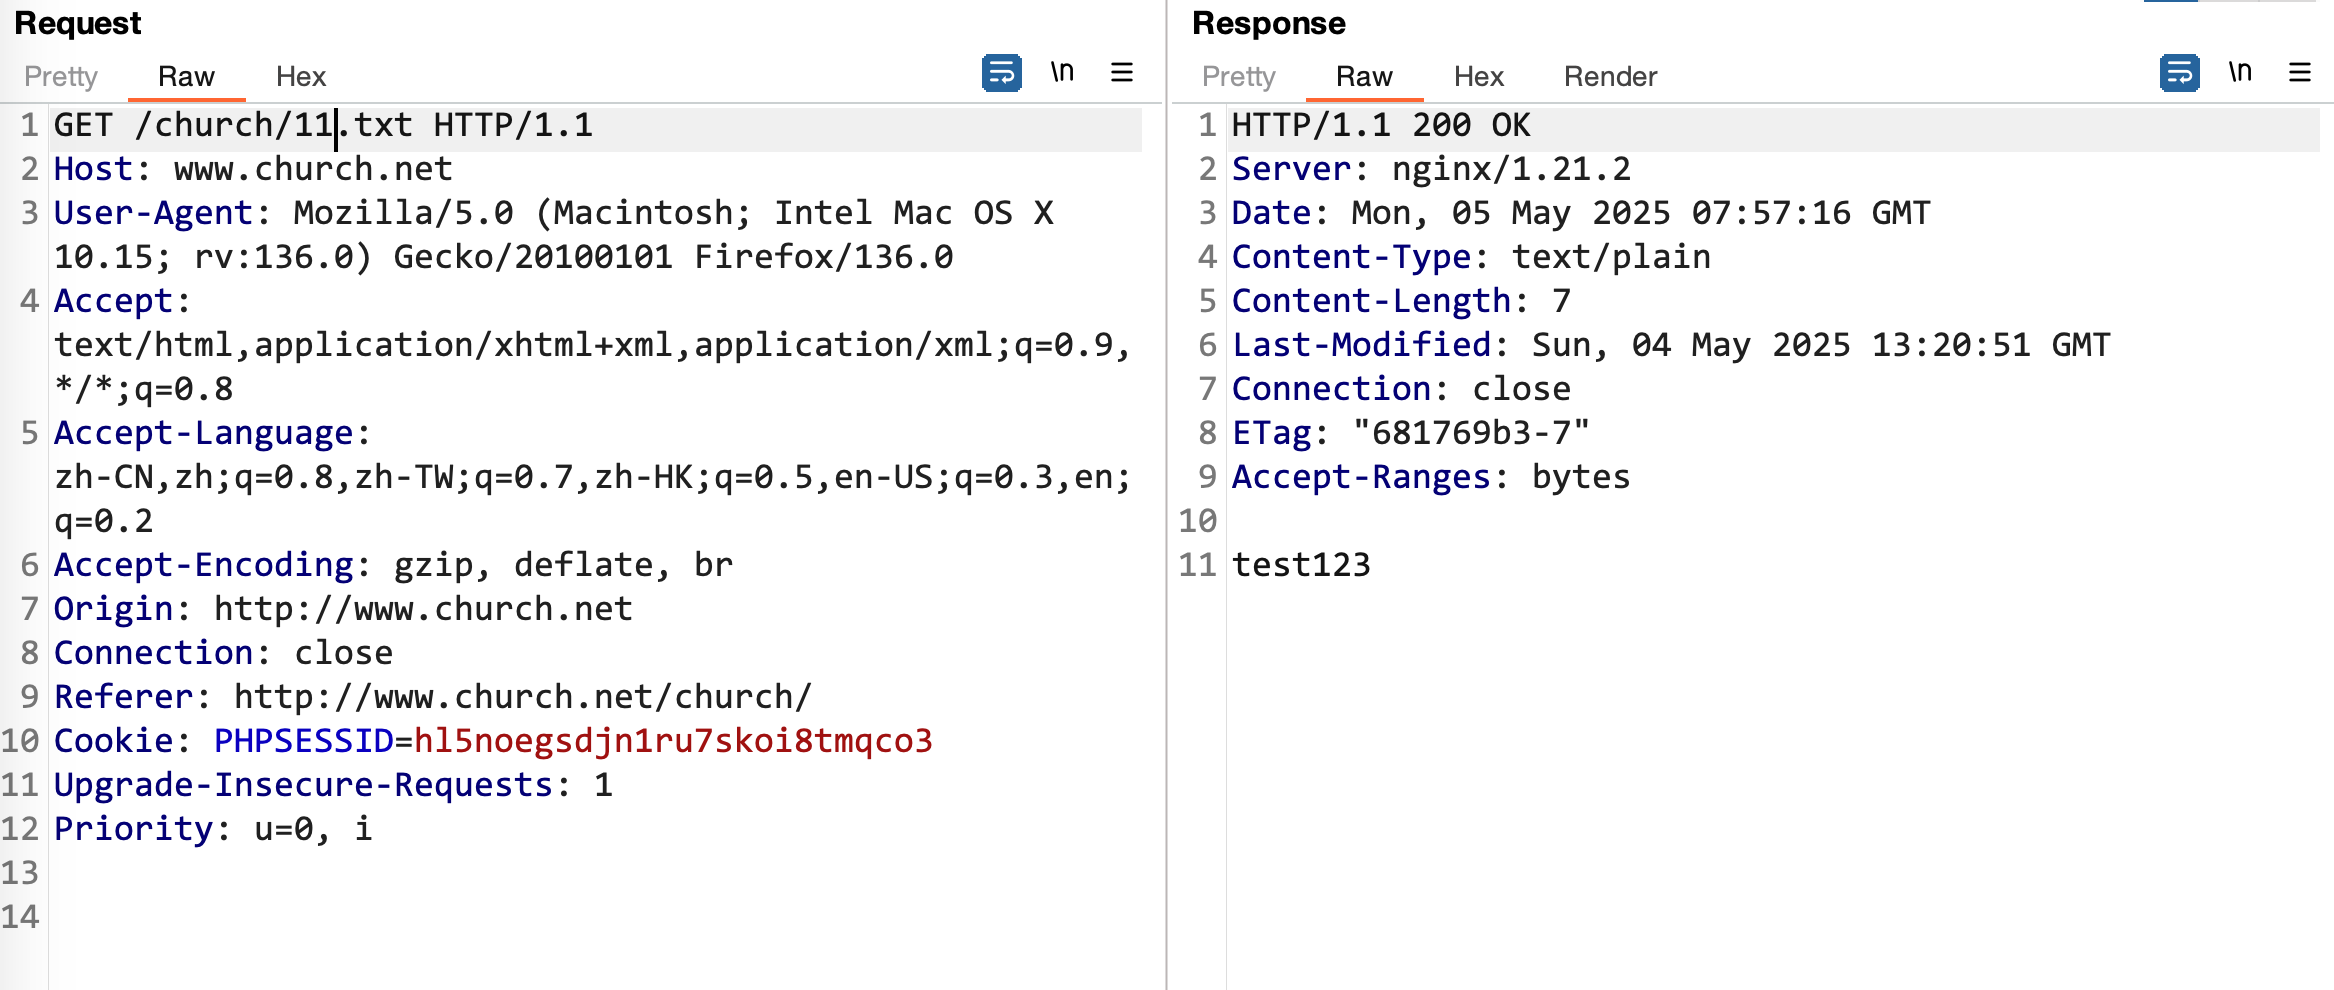 Request
Pretty Raw Hex \n
1 GET /church/11.txt HTTP/1.1
2 Host: www.church.net
3 User-Agent: Mozilla/5.0 (Macintosh; Intel Mac OS X
10.15; rv:136.0) Gecko/20100101 Firefox/136.0
4 Accept:
text/html,application/xhtml+xml,application/xml;q=0.9,
*/*;q=0.8
5 Accept-Language:
zh-CN,zh;q=0.8,zh-TW;q=0.7,zh-HK;q=0.5,en-US;q=0.3,en;
q=0.2
6 Accept-Encoding: gzip, deflate, br
7 Origin: http://www.church.net
8 Connection: close
9 Referer: http://www.church.net/church/
10 Cookie: PHPSESSID=hl5noegsdjn1ru7skoi8tmqco3
11 Upgrade-Insecure-Requests: 1
12 Priority: u=0, i
13
14
Response
Pretty Raw Hex Render \n
1 HTTP/1.1 200 OK
2 Server: nginx/1.21.2
3 Date: Mon, 05 May 2025 07:57:16 GMT
4 Content-Type: text/plain
5 Content-Length: 7
6 Last-Modified: Sun, 04 May 2025 13:20:51 GMT
7 Connection: close
8 ETag: "681769b3-7"
9 Accept-Ranges: bytes
10
11 test123